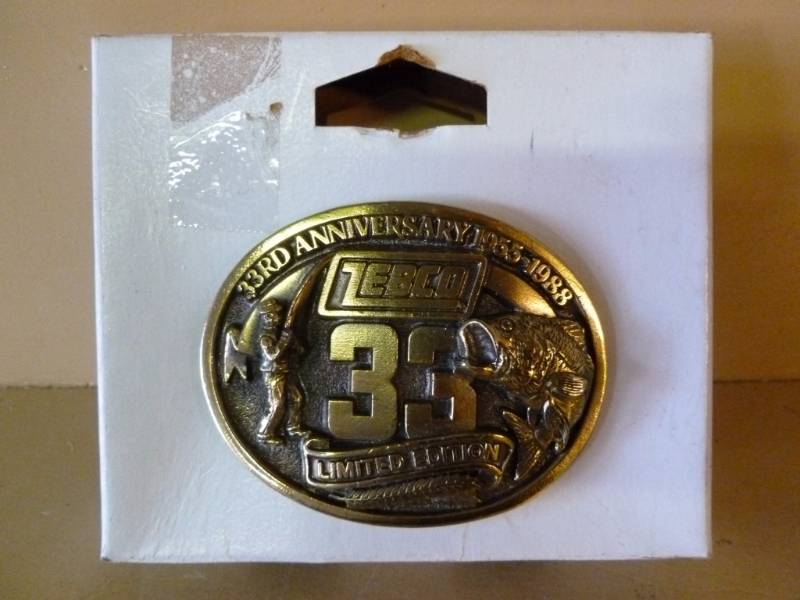 33RD ANNIVERSARY 1955-1988
ZEBCO
33
LIMITED EDITION